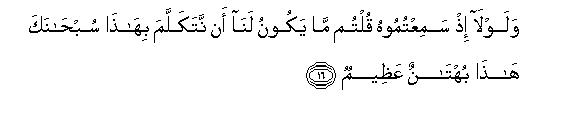 وَلَوْلَآ إِذْ سَمِعْتُمُوهُ قُلْتُم مَّا يَكُونُ لَنَآ أَن نَّتَكَلَّمَ بِهَـٰذَا سُبْحَـٰنَكَ
هَـٰذَا بُهْتَـٰنٌ عَظِيمٌ ١٦